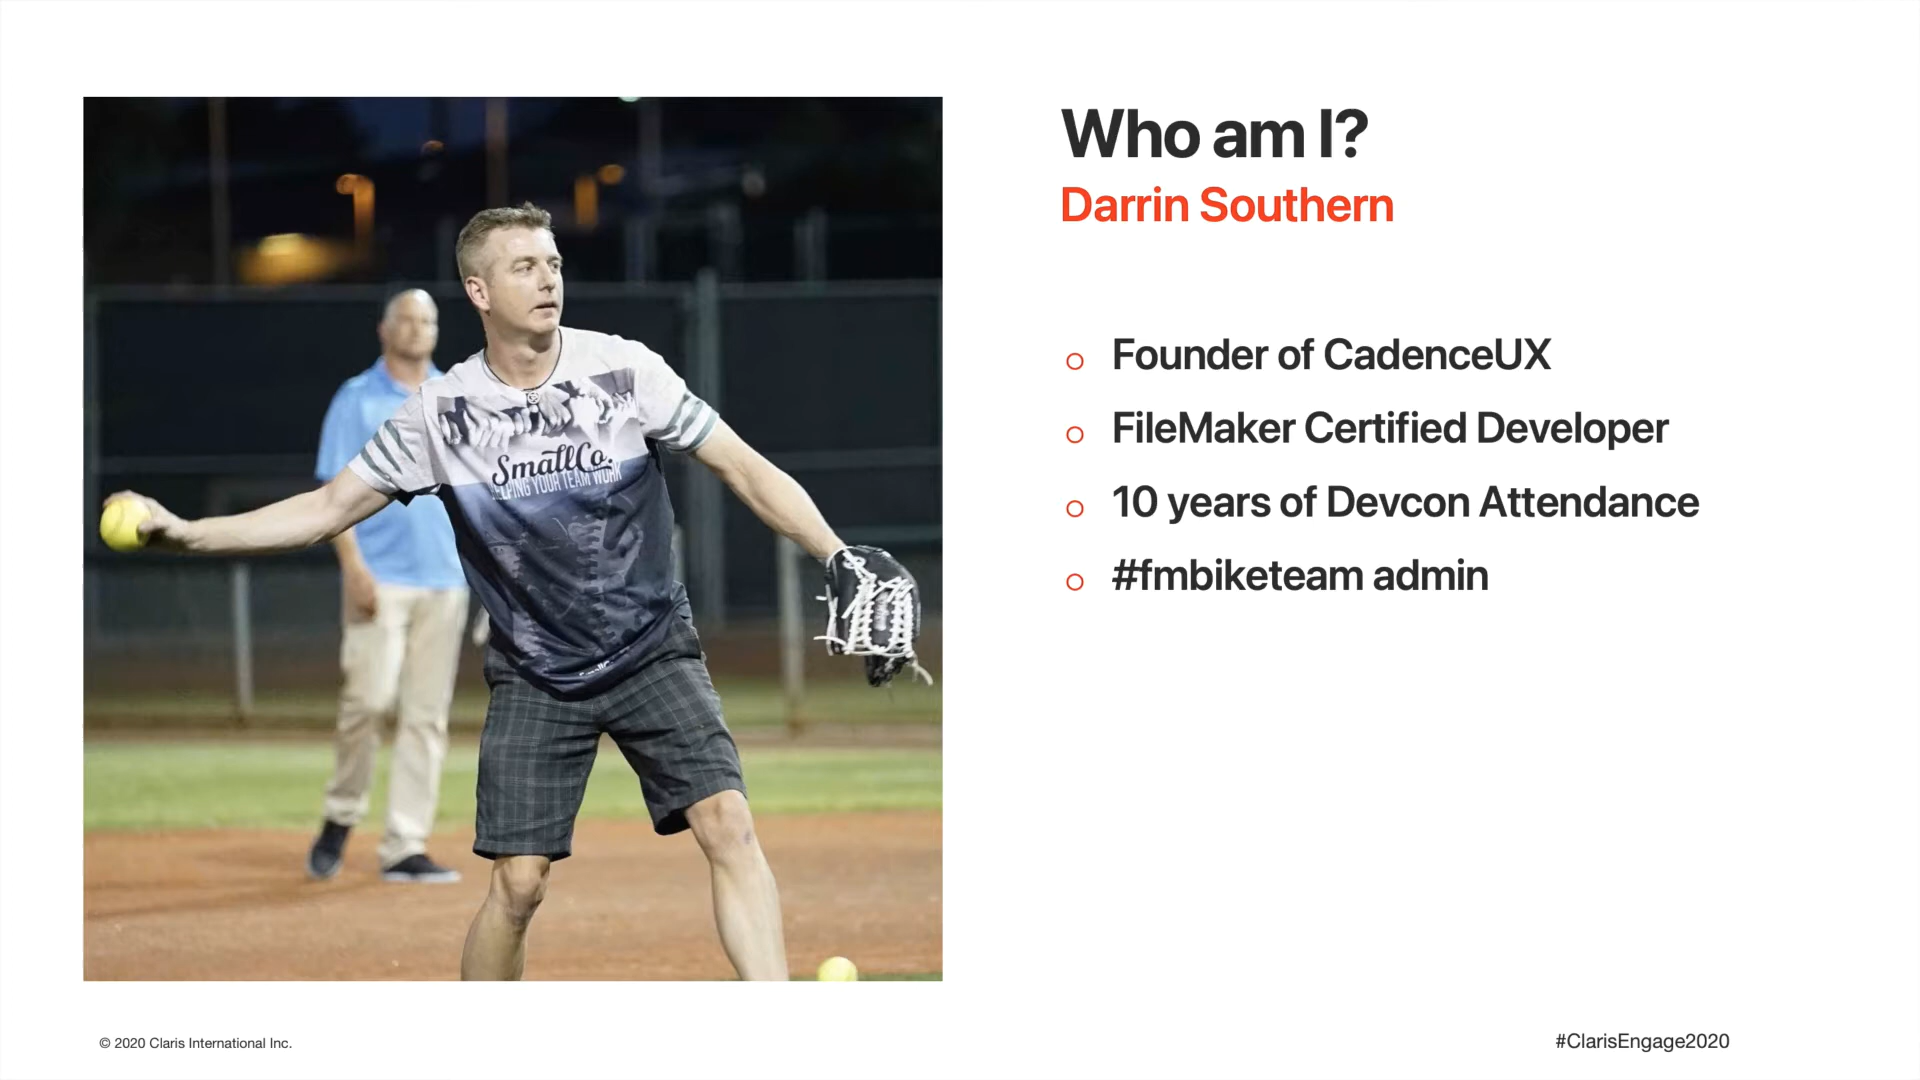 Who am I?
Darrin Southern
Founder of CadenceUX
FileMaker Certified Developer
10 years of Devcon Attendance
#fmbiketeam admin
SmallCo.
HELPING YOUR TEAM WORK
© 2020 Claris International Inc.
#ClarisEngage2020